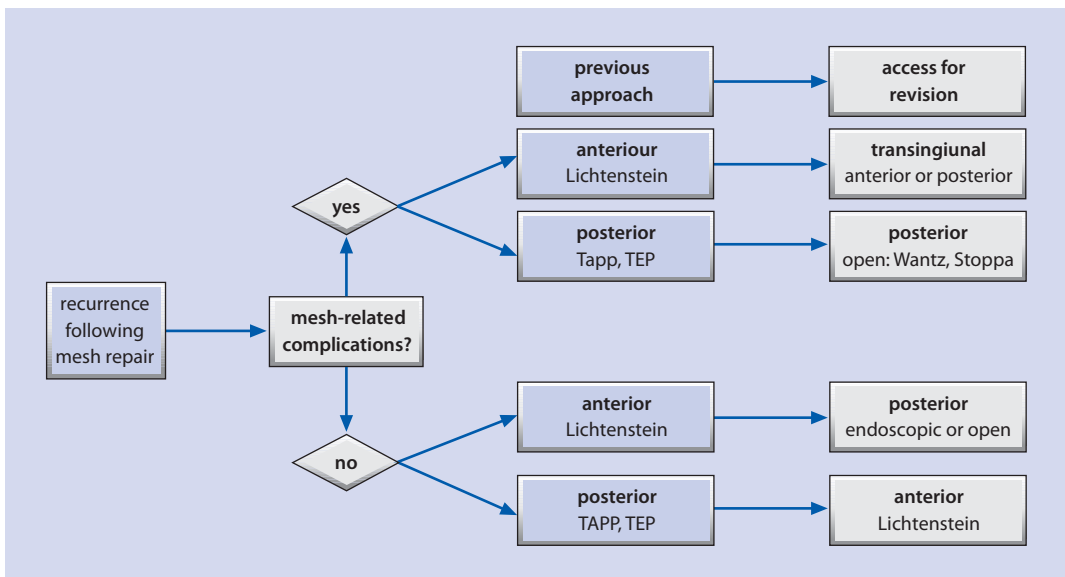 previous
approach
access for
revision
anteriour
Lichtenstein
transingiunal
anterior or posterior
yes
posterior
Tapp, TEP
posterior
open: Wantz, Stoppa
recurrence
following
mesh repair
mesh-related
complications?
anterior
Lichtenstein
posterior
endoscopic or open
no
posterior
TAPP, TEP
anterior
Lichtenstein